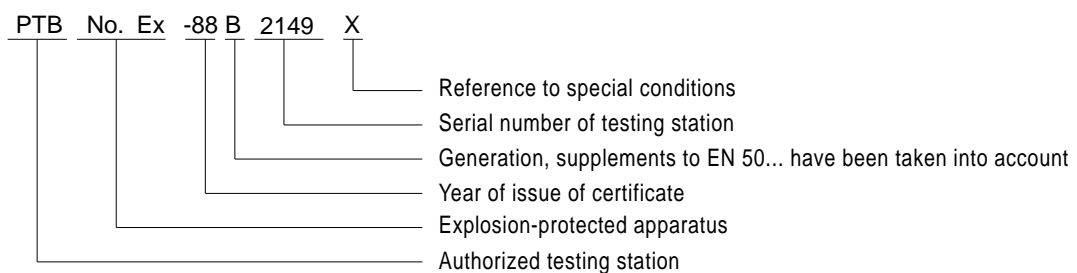 PTB No. Ex -88 B 2149 X
Reference to special conditions
Serial number of testing station
Generation, supplements to EN 50... have been taken into account
Year of issue of certificate
Explosion-protected apparatus
Authorized testing station